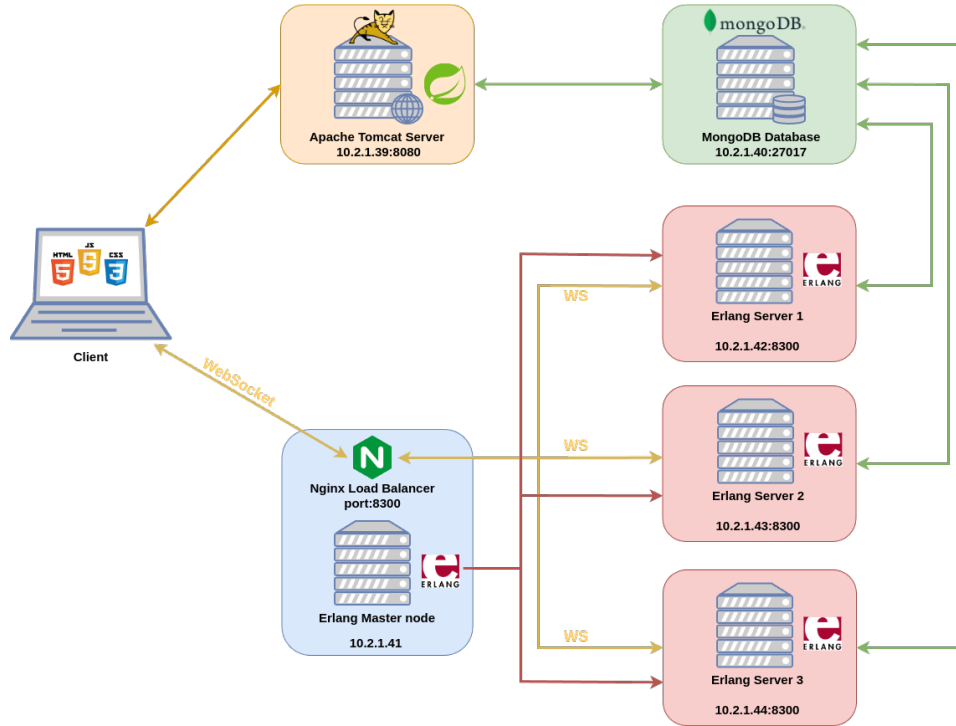 mongoDB.
Apache Tomcat Server
10.2.1.39:8080
MongoDB Database
10.2.1.40:27017
HTML
5
JS
5
CSS
3
Client
WebSocket
WS
e
ERLANG
Erlang Server 1
10.2.1.42:8300
N
Nginx Load Balancer
port:8300
WS
e
ERLANG
Erlang Server 2
10.2.1.43:8300
e
ERLANG
Erlang Master node
10.2.1.41
WS
e
ERLANG
Erlang Server 3
10.2.1.44:8300